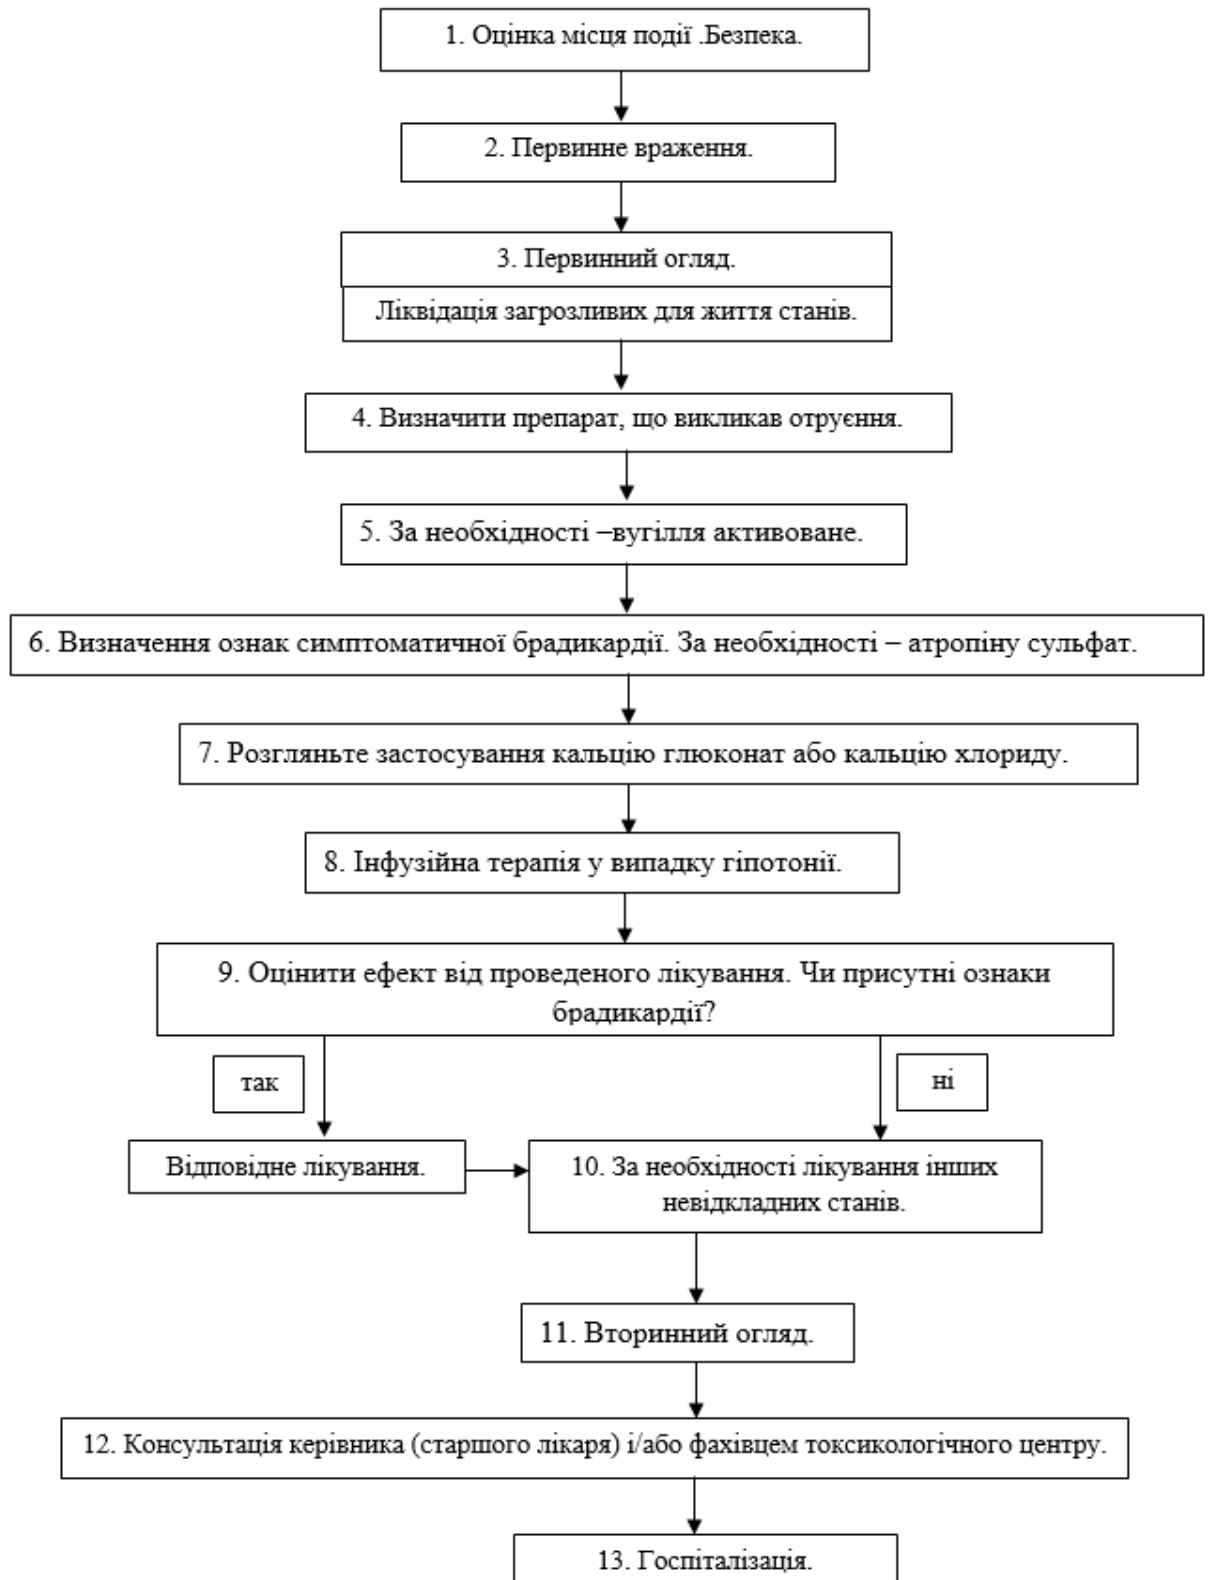 1. Оцінка місця події .Безпека.
2. Первинне враження.
3. Первинний огляд.
Ліквідація загрозливих для життя станів.
4. Визначити препарат, що викликав отруєння.
5. За необхідності –вугілля активоване.
6. Визначення ознак симптоматичної брадикардії. За необхідності – атропіну сульфат.
7. Розгляньте застосування кальцію глюконат або кальцію хлориду.
8. Інфузійна терапія у випадку гіпотонії.
9. Оцінити ефект від проведеного лікування. Чи присутні ознаки
брадикардії?
так
ні
Відповідне лікування.
10. За необхідності лікування інших
невідкладних станів.
11. Вторинний огляд.
12. Консультація керівника (старшого лікаря) і/або фахівцем токсикологічного центру.
13. Госпіталізація.